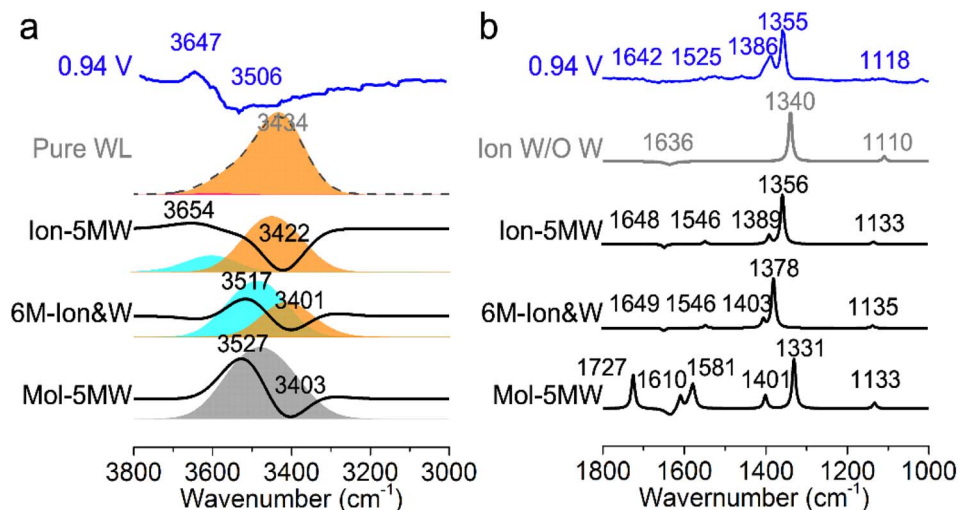 a
3647
3506
0.94 V
3434
Pure WL
3654
3422
Ion-5MW
3517
3401
6M-Ion&W
3527
3403
Mol-5MW
3800 3600 3400 3200 3000
Wavenumber (cm-1)
b
1355
1642 1525 1386 1118
0.94 V
1340
1636 1110
Ion W/O W
1356
1648 1546 1389 1133
Ion-5MW
1378
1649 1546 1403 1135
6M-Ion&W
1331
1727 1610 1581 1401 1133
Mol-5MW
1800 1600 1400 1200 1000
Wavernumber (cm-1)